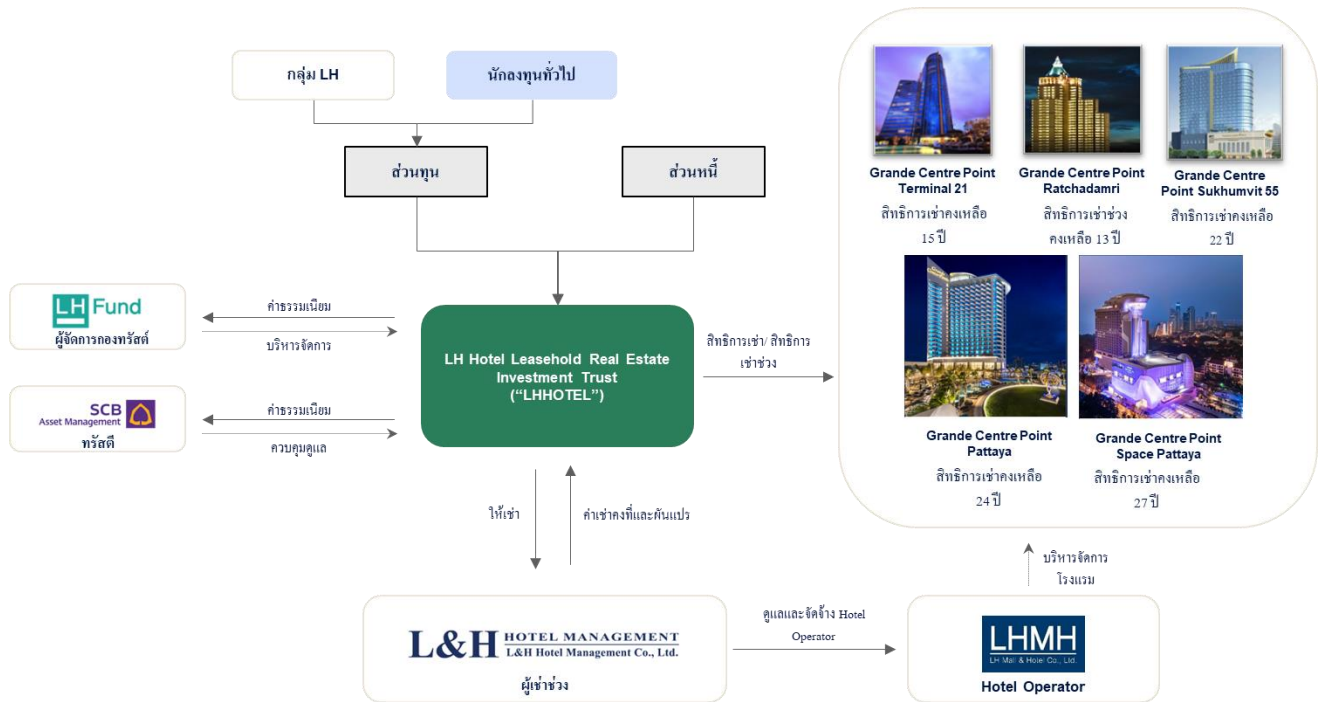 กลุ่ม LH
นักลงทุนทั่วไป
ส่วนทุน
ส่วนหนี้
Grande Centre Point
Terminal 21
สิทธิการเช่าคงเหลือ
15 ปี
Grande Centre Point
Ratchadamri
สิทธิการเช่าช่วง
คงเหลือ 13 ปี
Grande Centre
Point Sukhumvit 55
สิทธิการเช่าคงเหลือ
22 ปี
Grande Centre Point
Pattaya
สิทธิการเช่าคงเหลือ
24 ปี
Grande Centre Point
Space Pattaya
สิทธิการเช่าคงเหลือ
27 ปี
LH Fund
ผู้จัดการกองทรัสต์
ค่าธรรมเนียม
บริหารจัดการ
SCB
Asset Management
ทรัสตี
ค่าธรรมเนียม
ควบคุมดูแล
LH Hotel Leasehold Real Estate
Investment Trust
(“LHHOTEL”)
สิทธิการเช่า/ สิทธิการ
เช่าช่วง
ให้เช่า
ค่าเช่าคงที่และผันแปร
บริหารจัดการ
โรงแรม
L&H HOTEL MANAGEMENT
L&H Hotel Management Co., Ltd.
ผู้เช่าช่วง
ดูแลและจัดจ้าง Hotel
Operator
LHMH
LH Mall & Hotel Co., Ltd.
Hotel Operator